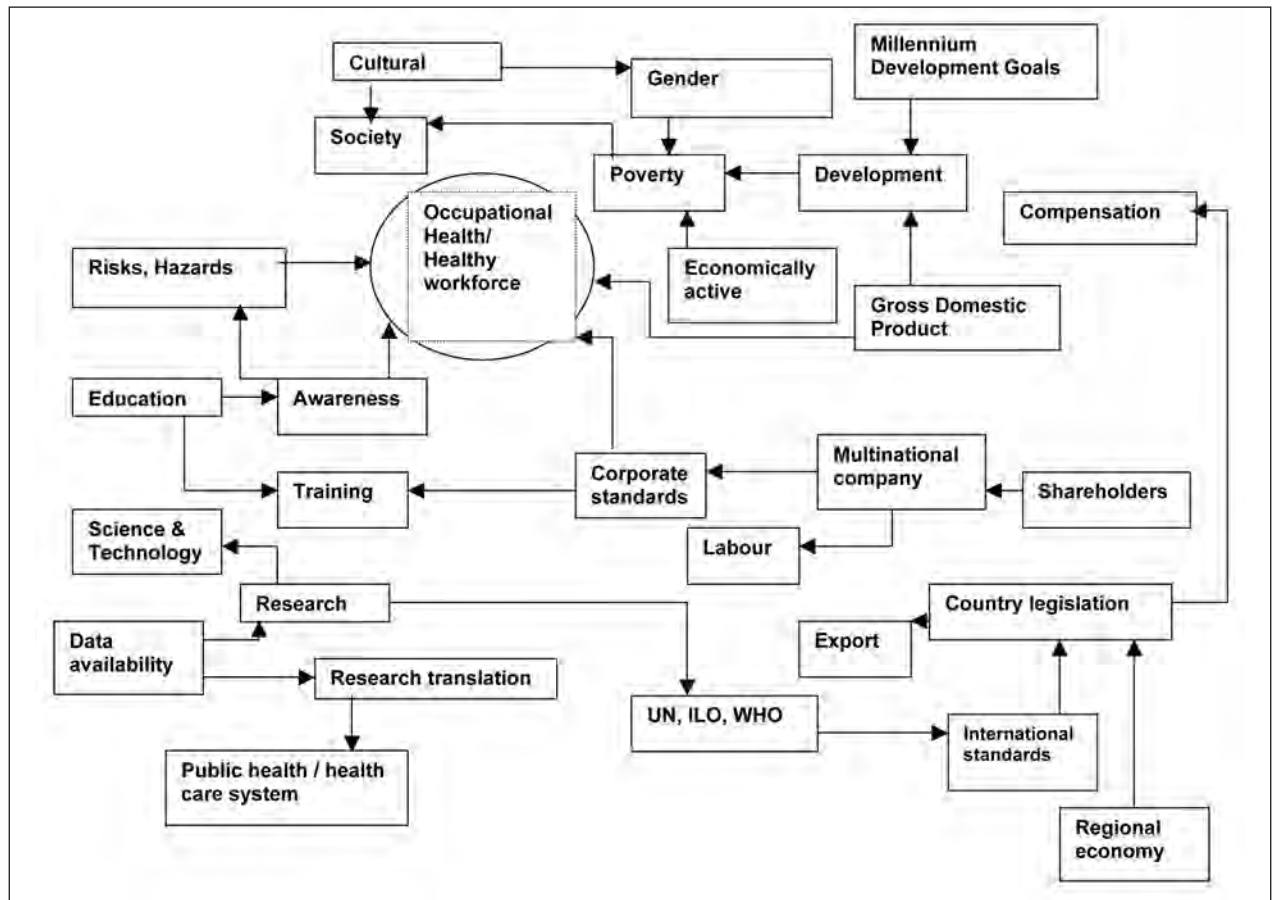 Cultural
Gender
Millennium
Development Goals
Society
Poverty
Development
Compensation
Occupational
Health/
Healthy
workforce
Risks, Hazards
Economically
active
Gross Domestic
Product
Education
Awareness
Training
Corporate
standards
Multinational
company
Shareholders
Science &
Technology
Labour
Research
Country legislation
Data
availability
Export
Research translation
UN, ILO, WHO
International
standards
Public health / health
care system
Regional
economy